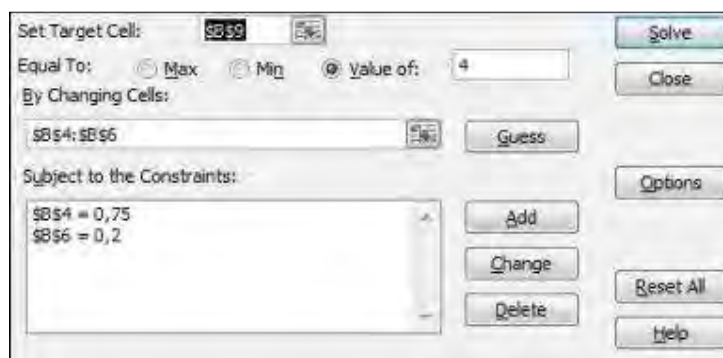 Set Target Cell: $B$9 Solve
Equal To: Max Min Value of: 4 Close
By Changing Cells:
$B$4:$B$6 Guess
Subject to the Constraints: Options
$B$4 = 0,75 Add
$B$6 = 0,2
Change
Reset All
Delete
Help